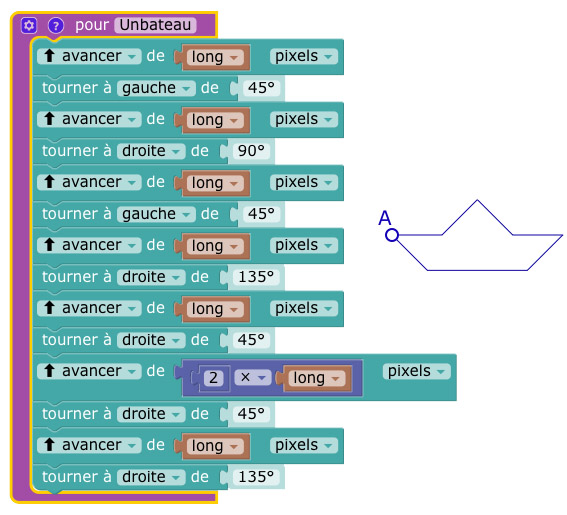 ? pour Unbateau
avancer de long pixels
tourner à gauche de 45°
avancer de long pixels
tourner à droite de 90°
avancer de long pixels
tourner à gauche de 45°
avancer de long pixels
tourner à droite de 135°
avancer de long pixels
tourner à droite de 45°
avancer de 2 × long pixels
tourner à droite de 45°
avancer de long pixels
tourner à droite de 135°
A